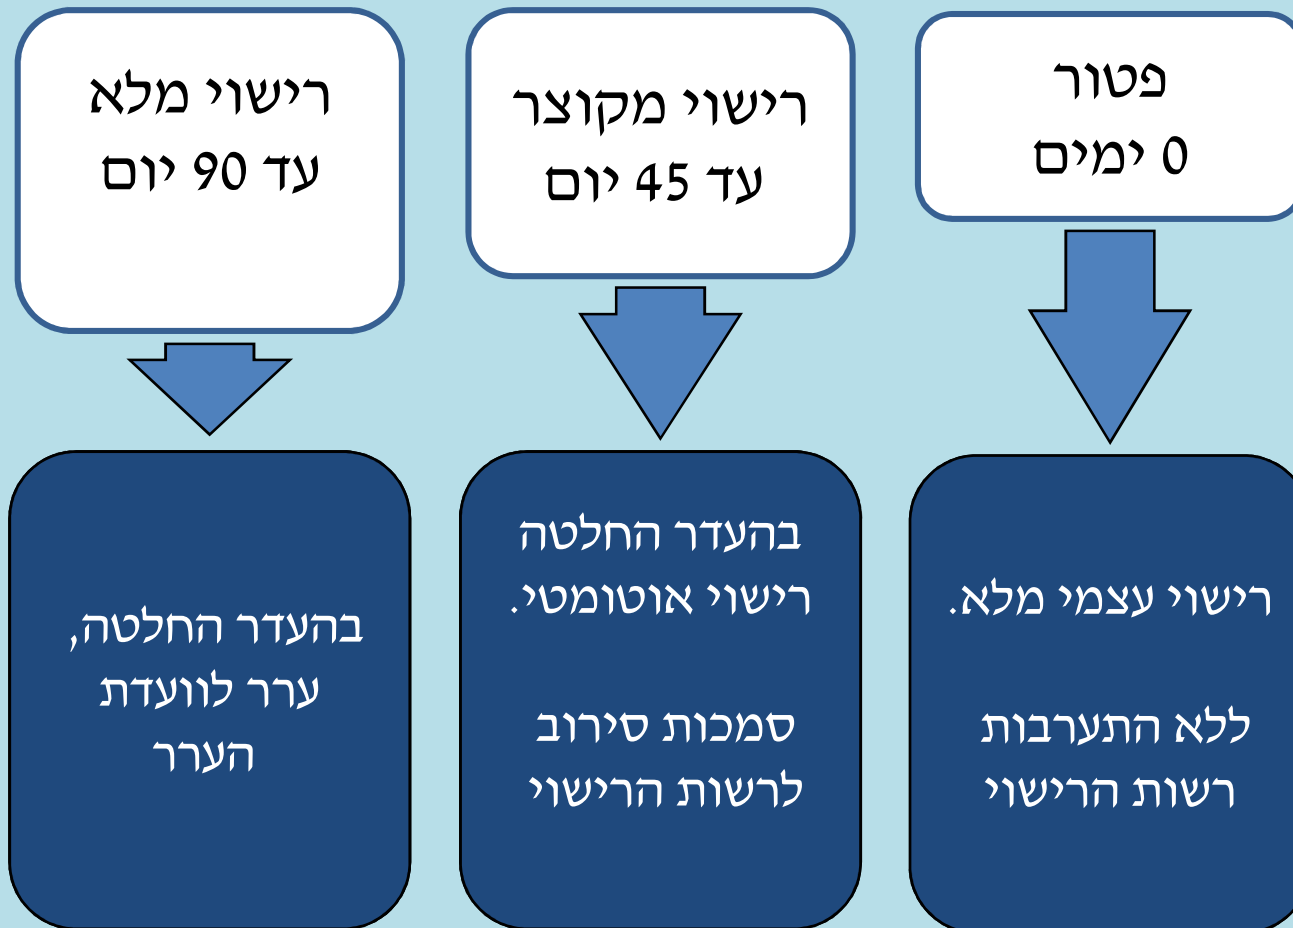 פטור
0 ימים
רישוי עצמי מלא.
ללא התערבות
רשות הרישוי
רישוי מקוצר
עד 45 יום
בהעדר החלטה
רישוי אוטומטי.
סמכות סירוב
לרשות הרישוי
רישוי מלא
עד 90 יום
בהעדר החלטה,
ערר לוועדת
הערר